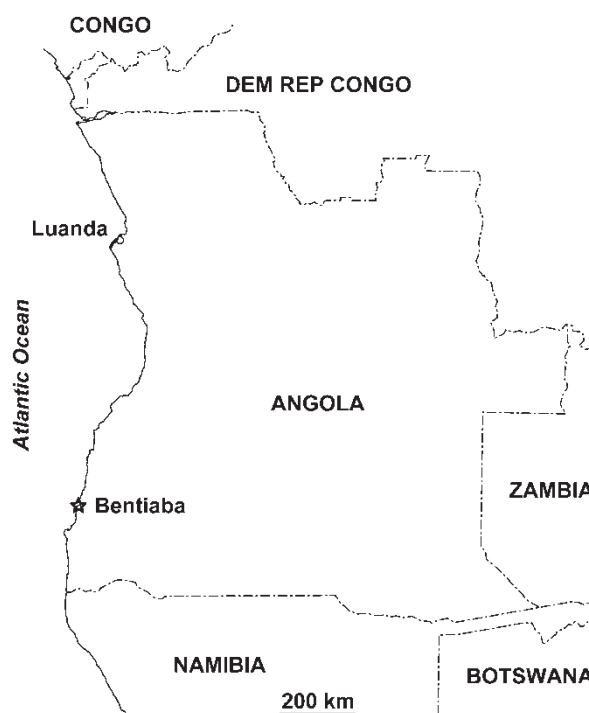 CONGO
DEM REP CONGO
Luanda
Atlantic Ocean
ANGOLA
ZAMBIA
Bentiaba
NAMIBIA
BOTSWANA
200 km